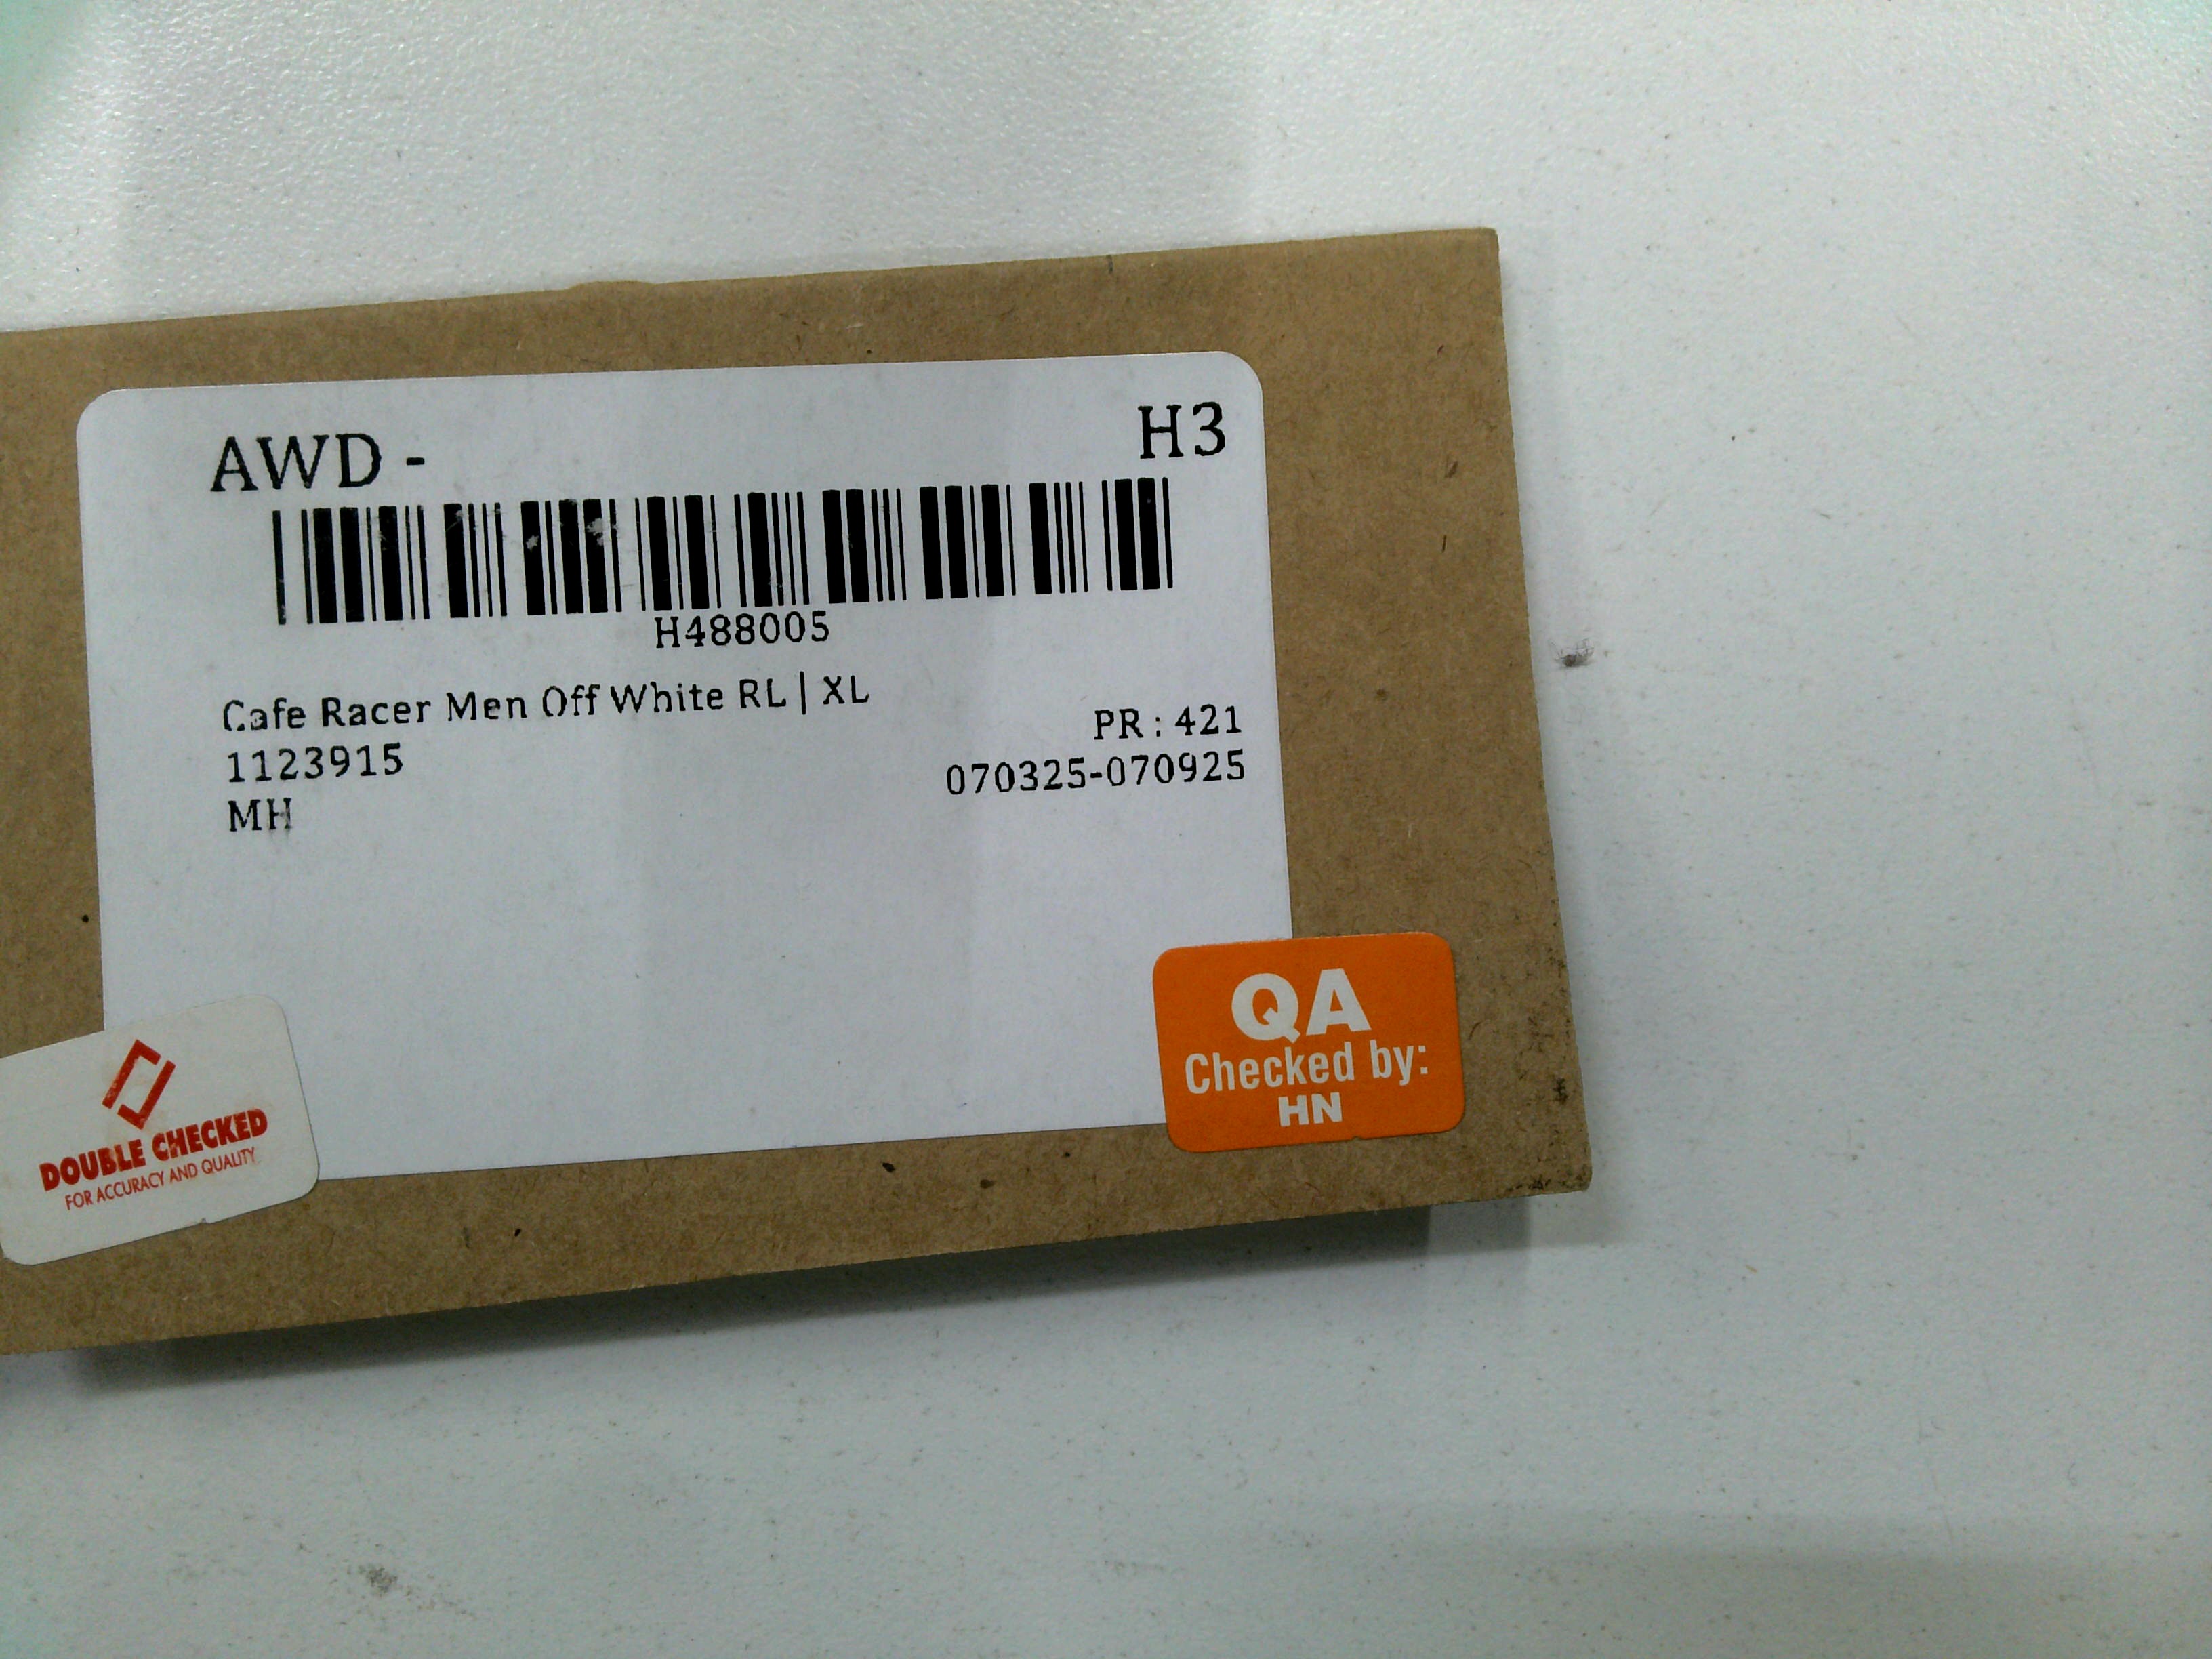 AWD -
H3
H488005
Cafe Racer Men Off White RL | XL
PR : 421
1123915
070325-070925
MH
QA
Checked by:
HN
DOUBLE CHECKED
FOR ACCURACY AND QUALITY